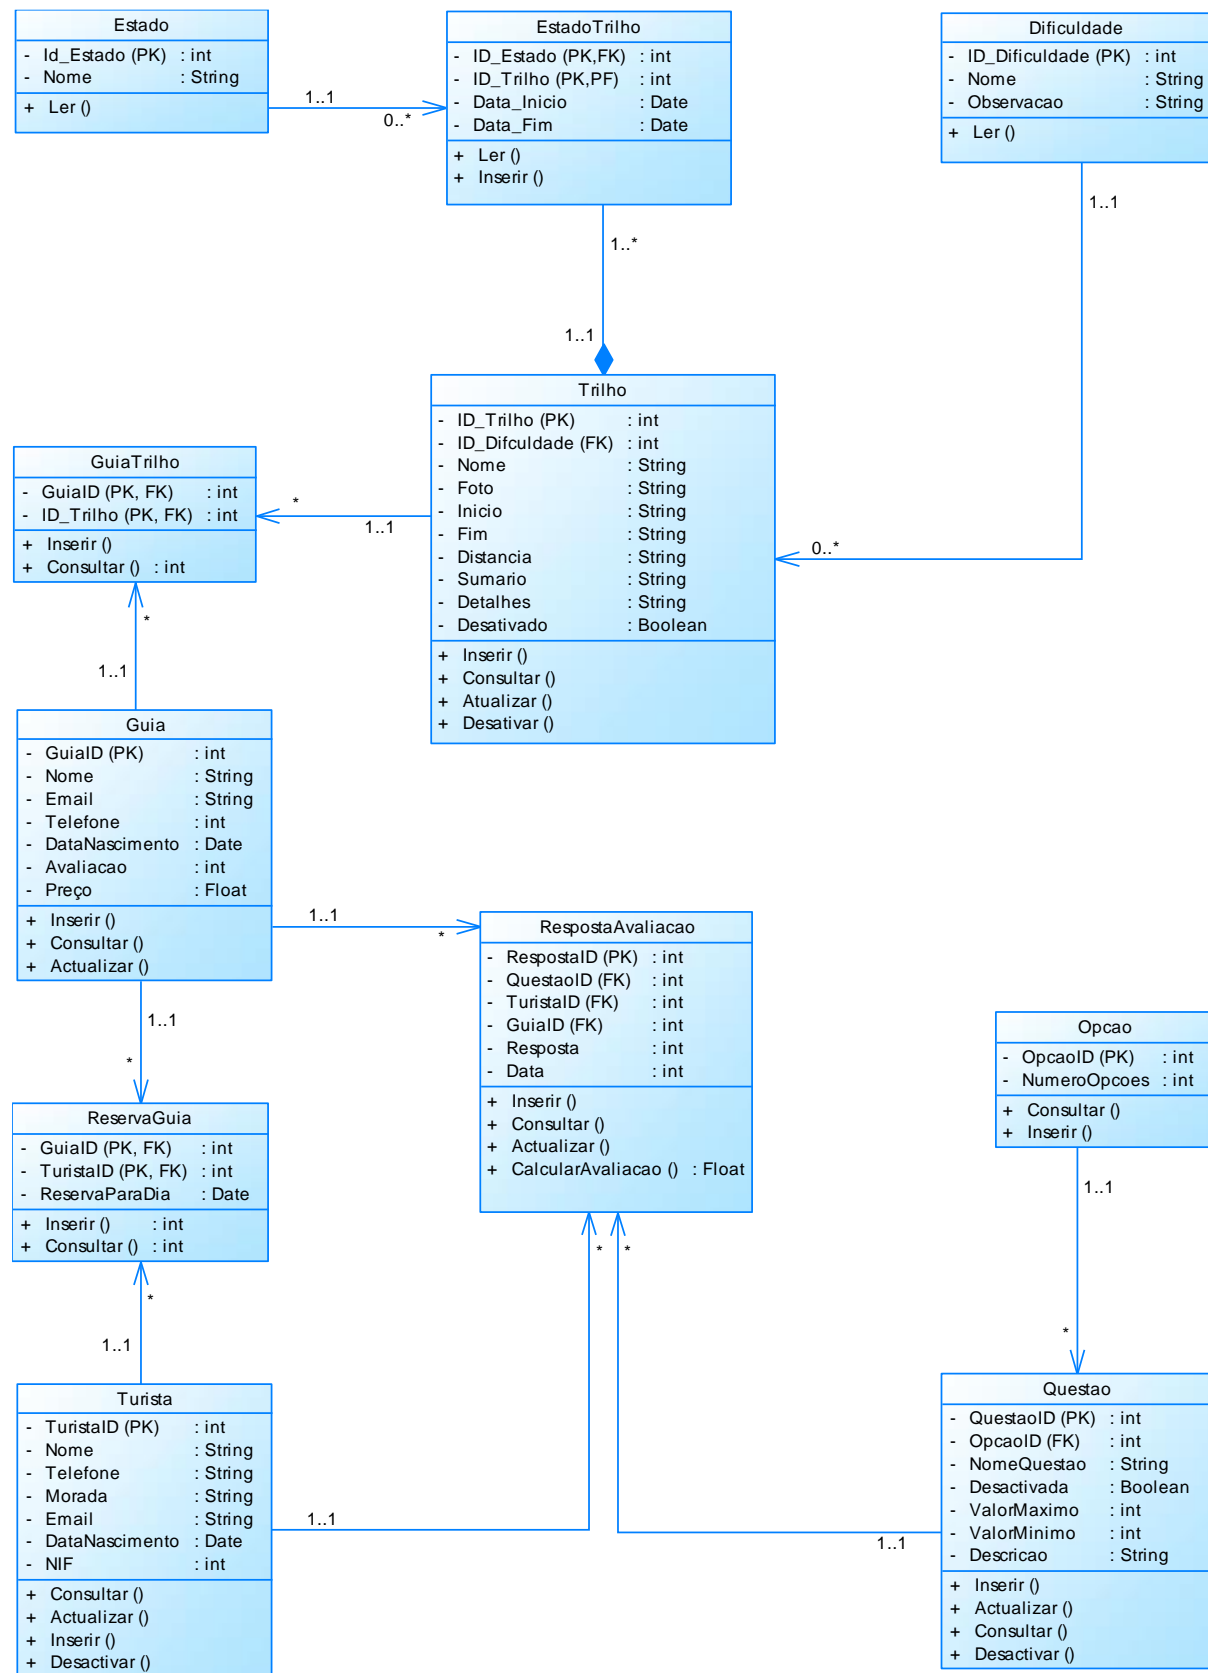 Estado
- Id_Estado (PK) : int
- Nome : String
+ Ler ()
1..1
0..*
EstadoTrilho
- ID_Estado (PK,FK) : int
- ID_Trilho (PK,PF) : int
- Data_Inicio : Date
- Data_Fim : Date
+ Ler ()
+ Inserir ()
Dificuldade
- ID_Dificuldade (PK) : int
- Nome : String
- Observacao : String
+ Ler ()
1..1
1..*
1..1
Trilho
- ID_Trilho (PK) : int
- ID_Difculdade (FK) : int
- Nome : String
- Foto : String
- Inicio : String
- Fim : String
- Distancia : String
- Sumario : String
- Detalhes : String
- Desativado : Boolean
+ Inserir ()
+ Consultar ()
+ Atualizar ()
+ Desativar ()
0..*
GuiaTrilho
- GuiaID (PK, FK) : int
- ID_Trilho (PK, FK) : int
+ Inserir ()
+ Consultar () : int
*
1..1
*
1..1
Guia
- GuiaID (PK) : int
- Nome : String
- Email : String
- Telefone : int
- DataNascimento : Date
- Avaliacao : int
- Preço : Float
+ Inserir ()
+ Consultar ()
+ Actualizar ()
1..1
*
RespostaAvaliacao
- RespostaID (PK) : int
- QuestaoID (FK) : int
- TuristaID (FK) : int
- GuiaID (FK) : int
- Resposta : int
- Data : int
+ Inserir ()
+ Consultar ()
+ Actualizar ()
+ CalcularAvaliacao () : Float
Opcao
- OpcaoID (PK) : int
- NumeroOpcoes : int
+ Consultar ()
+ Inserir ()
1..1
*
1..1
*
ReservaGuia
- GuiaID (PK, FK) : int
- TuristaID (PK, FK) : int
- ReservaParaDia : Date
+ Inserir () : int
+ Consultar () : int
*
1..1
* *
Turista
- TuristaID (PK) : int
- Nome : String
- Telefone : String
- Morada : String
- Email : String
- DataNascimento : Date
- NIF : int
+ Consultar ()
+ Actualizar ()
+ Inserir ()
+ Desactivar ()
1..1
1..1
Questao
- QuestaoID (PK) : int
- OpcaoID (FK) : int
- NomeQuestao : String
- Desactivada : Boolean
- ValorMaximo : int
- ValorMinimo : int
- Descricao : String
+ Inserir ()
+ Actualizar ()
+ Consultar ()
+ Desactivar ()